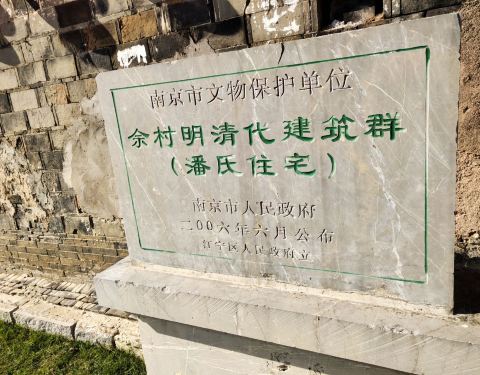 南京市文物保护单位
佘村明清代建筑群
（潘氏住宅）
南京市人民政府
二00六年六月公布
江宁区人民政府立